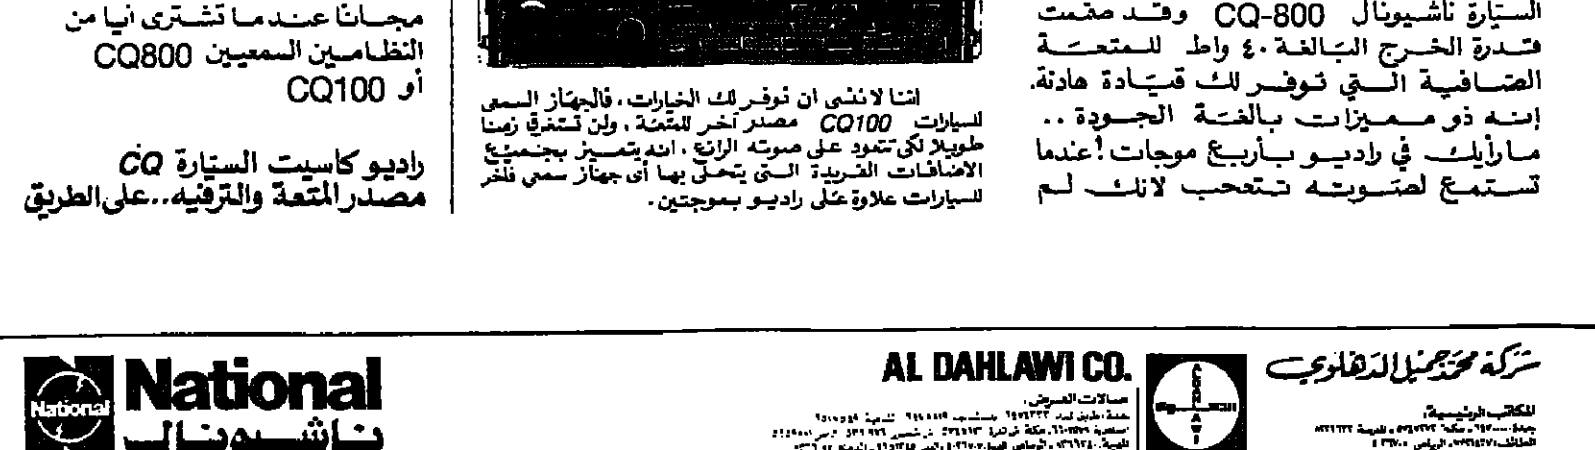 السيارة ناشيونال CQ-800 وقد صممت
قدرة الخرج البالغة ٤٠ واط للمتعة
الصافية التي توفر لك قيادة هادئة.
إنه ذو مميزات بالغة الجودة ..
ما رأيك في راديو بأربع موجات! عندما
تستمع لصوته تتعجب لانك لم
اننا لا ننسى ان نوفر لك الخيارات، فالجهاز السمعي
للسيارات CQ100 مصدر آخر للمتعة، ولن تستغرق زمنا
طويلا لكي تتعود على صوته الرائع. انه يتميز بجميع
الاضافات الفريدة التي يتحلى بها أى جهاز سمعي فاخر
للسيارات علاوة على راديو بموجتين.
مجانا عندما تشترى أيا من
النظامين السمعيين CQ800
أو CQ100
راديو كاسيت السيارة CQ
مصدر المتعة والترفيه..على الطريق
شركة محمد جميل الدهلوي
المكاتب الرئيسية:
AL DAHLAWI CO.
صالات العرض:
National
National
ناشيونال